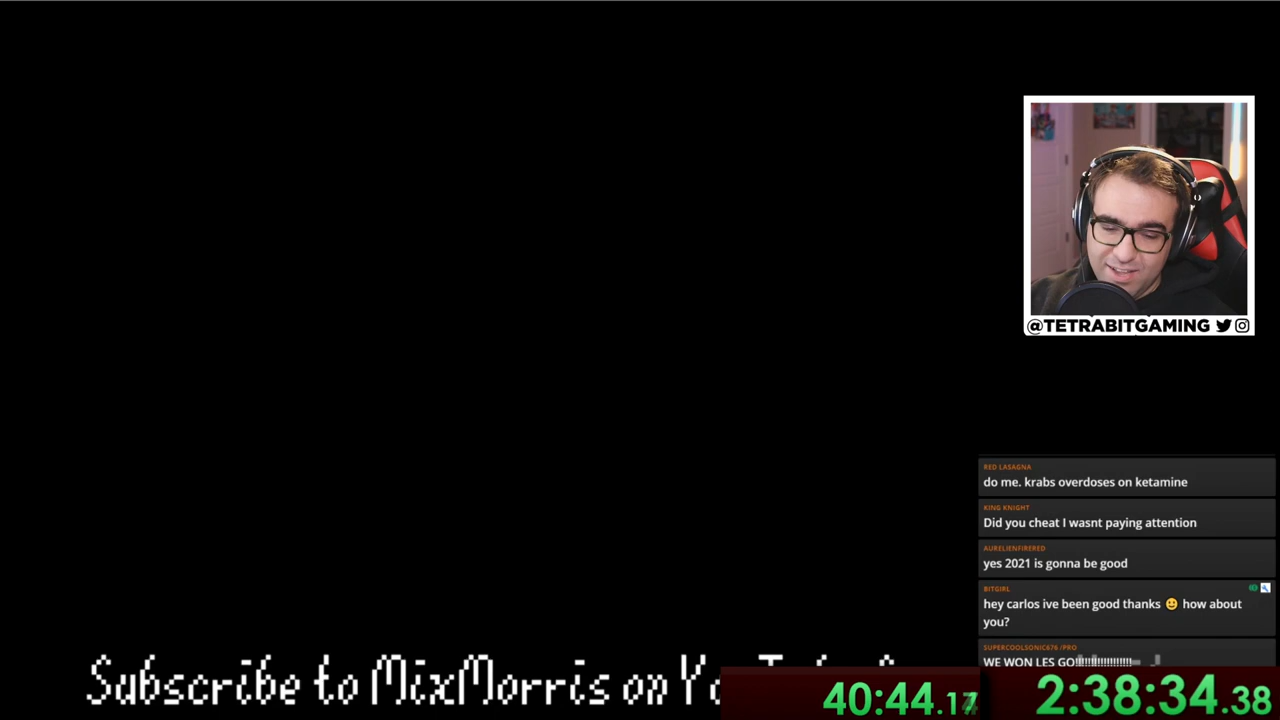 @TETRABITGAMING
RED LASAGNA
do me. krabs overdoses on ketamine
KING KNIGHT
Did you cheat I wasnt paying attention
AURELIENFIRERED
yes 2021 is gonna be good
BITGIRL
hey carlos ive been good thanks 😀 how about
you?
SUPERCOOLSONIC676 /PRO
WE WON LES GO!!!!!!!!!!!!!!!!!!!
Subscribe to MixMorris on
40:44.17
2:38:34.38